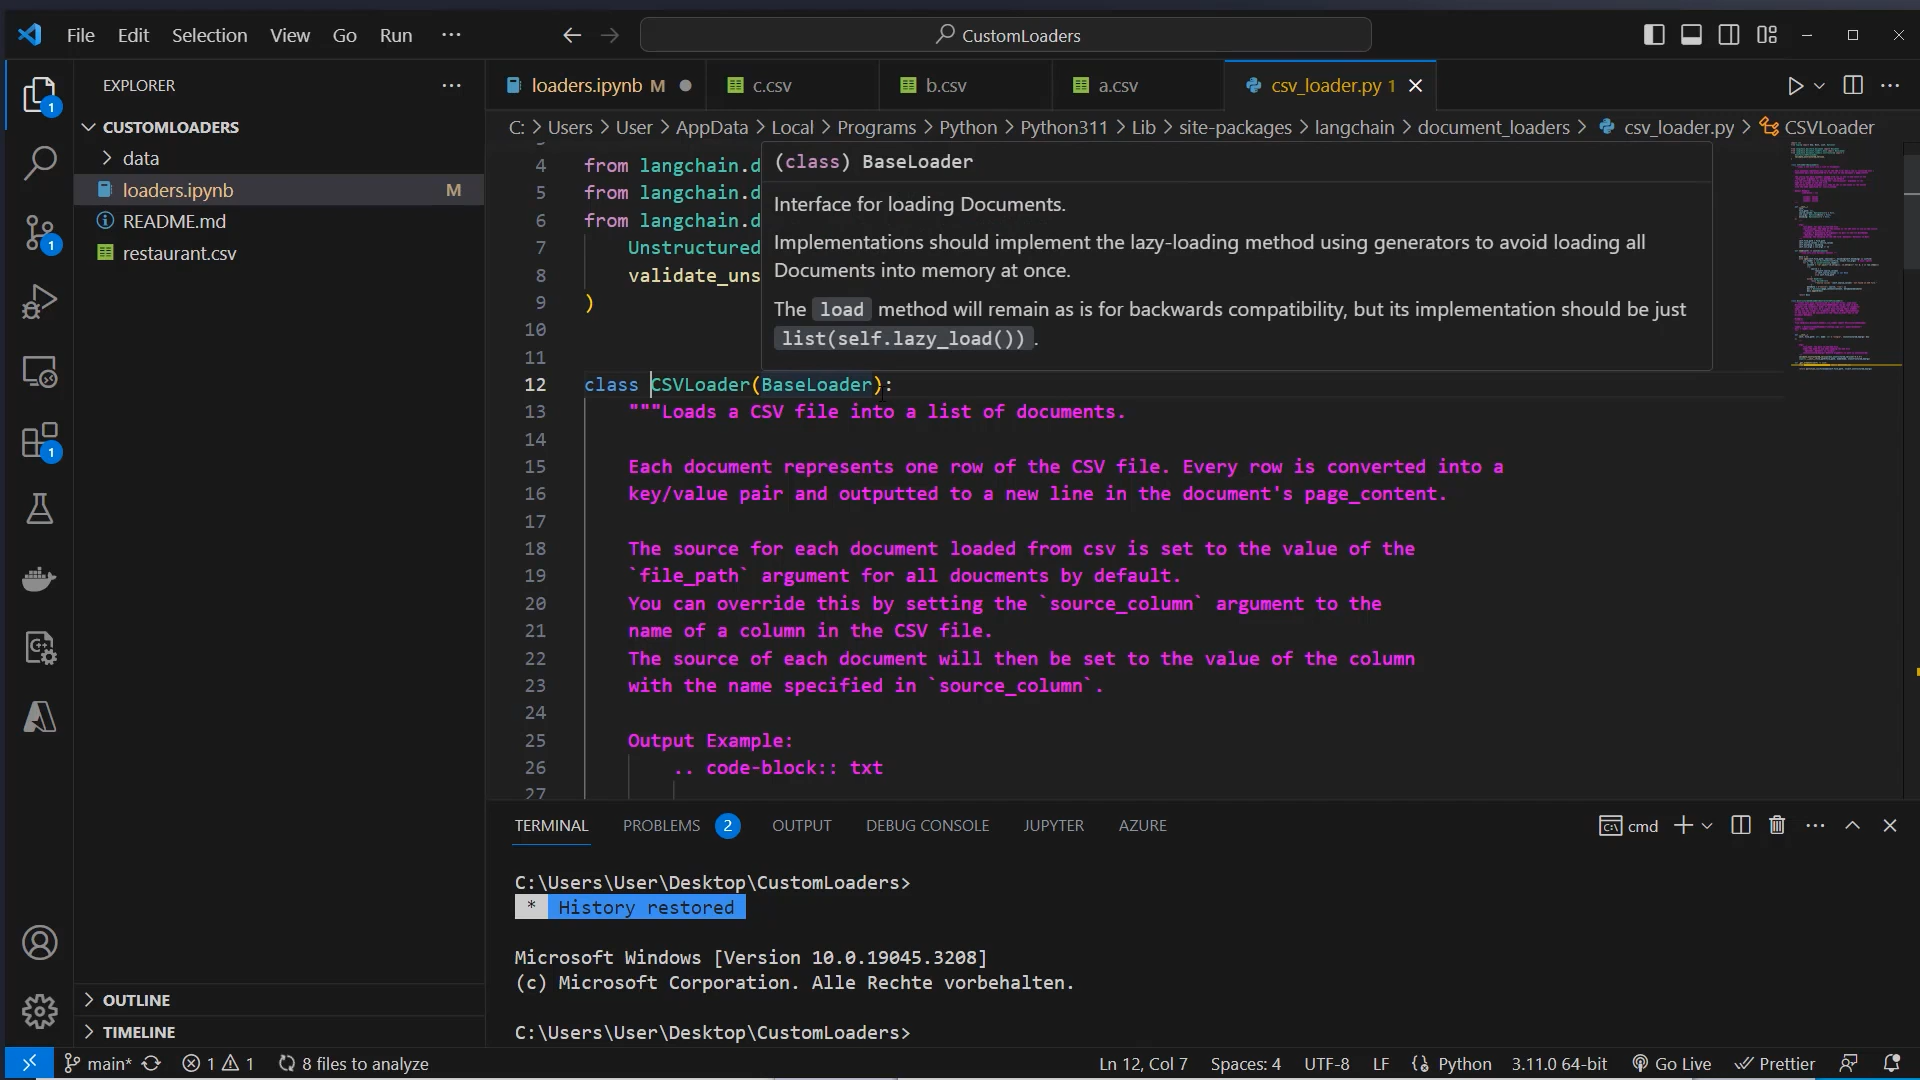 File Edit Selection View Go Run ···
CustomLoaders
EXPLORER
CUSTOMLOADERS
data
loaders.ipynb M
README.md
restaurant.csv
OUTLINE
TIMELINE
1
1
1
loaders.ipynb M
c.csv
b.csv
a.csv
csv_loader.py 1
C: > Users > User > AppData > Local > Programs > Python > Python311 > Lib > site-packages > langchain > document_loaders > csv_loader.py > CSVLoader
4 from langchain.d
5 from langchain.d
6 from langchain.d
7 Unstructured
8 validate_uns
9 )
10
11
(class) BaseLoader
Interface for loading Documents.
Implementations should implement the lazy-loading method using generators to avoid loading all
Documents into memory at once.
The load method will remain as is for backwards compatibility, but its implementation should be just
list(self.lazy_load()).
12 class CSVLoader(BaseLoader):
13 """Loads a CSV file into a list of documents.
14
15 Each document represents one row of the CSV file. Every row is converted into a
16 key/value pair and outputted to a new line in the document's page_content.
17
18 The source for each document loaded from csv is set to the value of the
19 `file_path` argument for all doucments by default.
20 You can override this by setting the `source_column` argument to the
21 name of a column in the CSV file.
22 The source of each document will then be set to the value of the column
23 with the name specified in `source_column`.
24
25 Output Example:
26 .. code-block:: txt
27
TERMINAL PROBLEMS 2 OUTPUT DEBUG CONSOLE JUPYTER AZURE
cmd
C:\Users\User\Desktop\CustomLoaders>
* History restored
Microsoft Windows [Version 10.0.19045.3208]
(c) Microsoft Corporation. Alle Rechte vorbehalten.
C:\Users\User\Desktop\CustomLoaders>
main* 1 1 8 files to analyze
Ln 12, Col 7 Spaces: 4 UTF-8 LF Python 3.11.0 64-bit Go Live Prettier